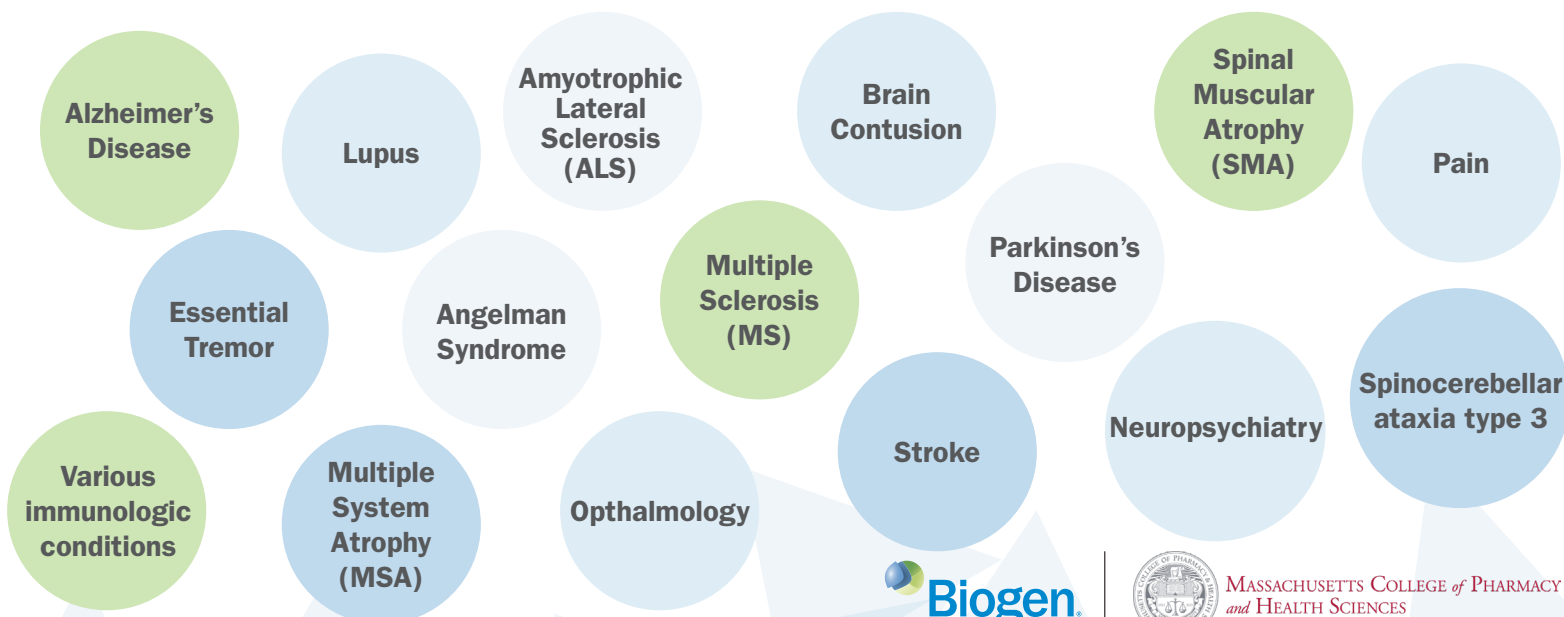 Alzheimer's
Disease
Lupus
Amyotrophic
Lateral
Sclerosis
(ALS)
Brain
Contusion
Spinal
Muscular
Atrophy
(SMA)
Pain
Essential
Tremor
Angelman
Syndrome
Multiple
Sclerosis
(MS)
Parkinson's
Disease
Various
immunologic
conditions
Multiple
System
Atrophy
(MSA)
Opthalmology
Stroke
Neuropsychiatry
Spinocerebellar
ataxia type 3
Biogen®
MASSACHUSETTS COLLEGE of PHARMACY
and HEALTH SCIENCES